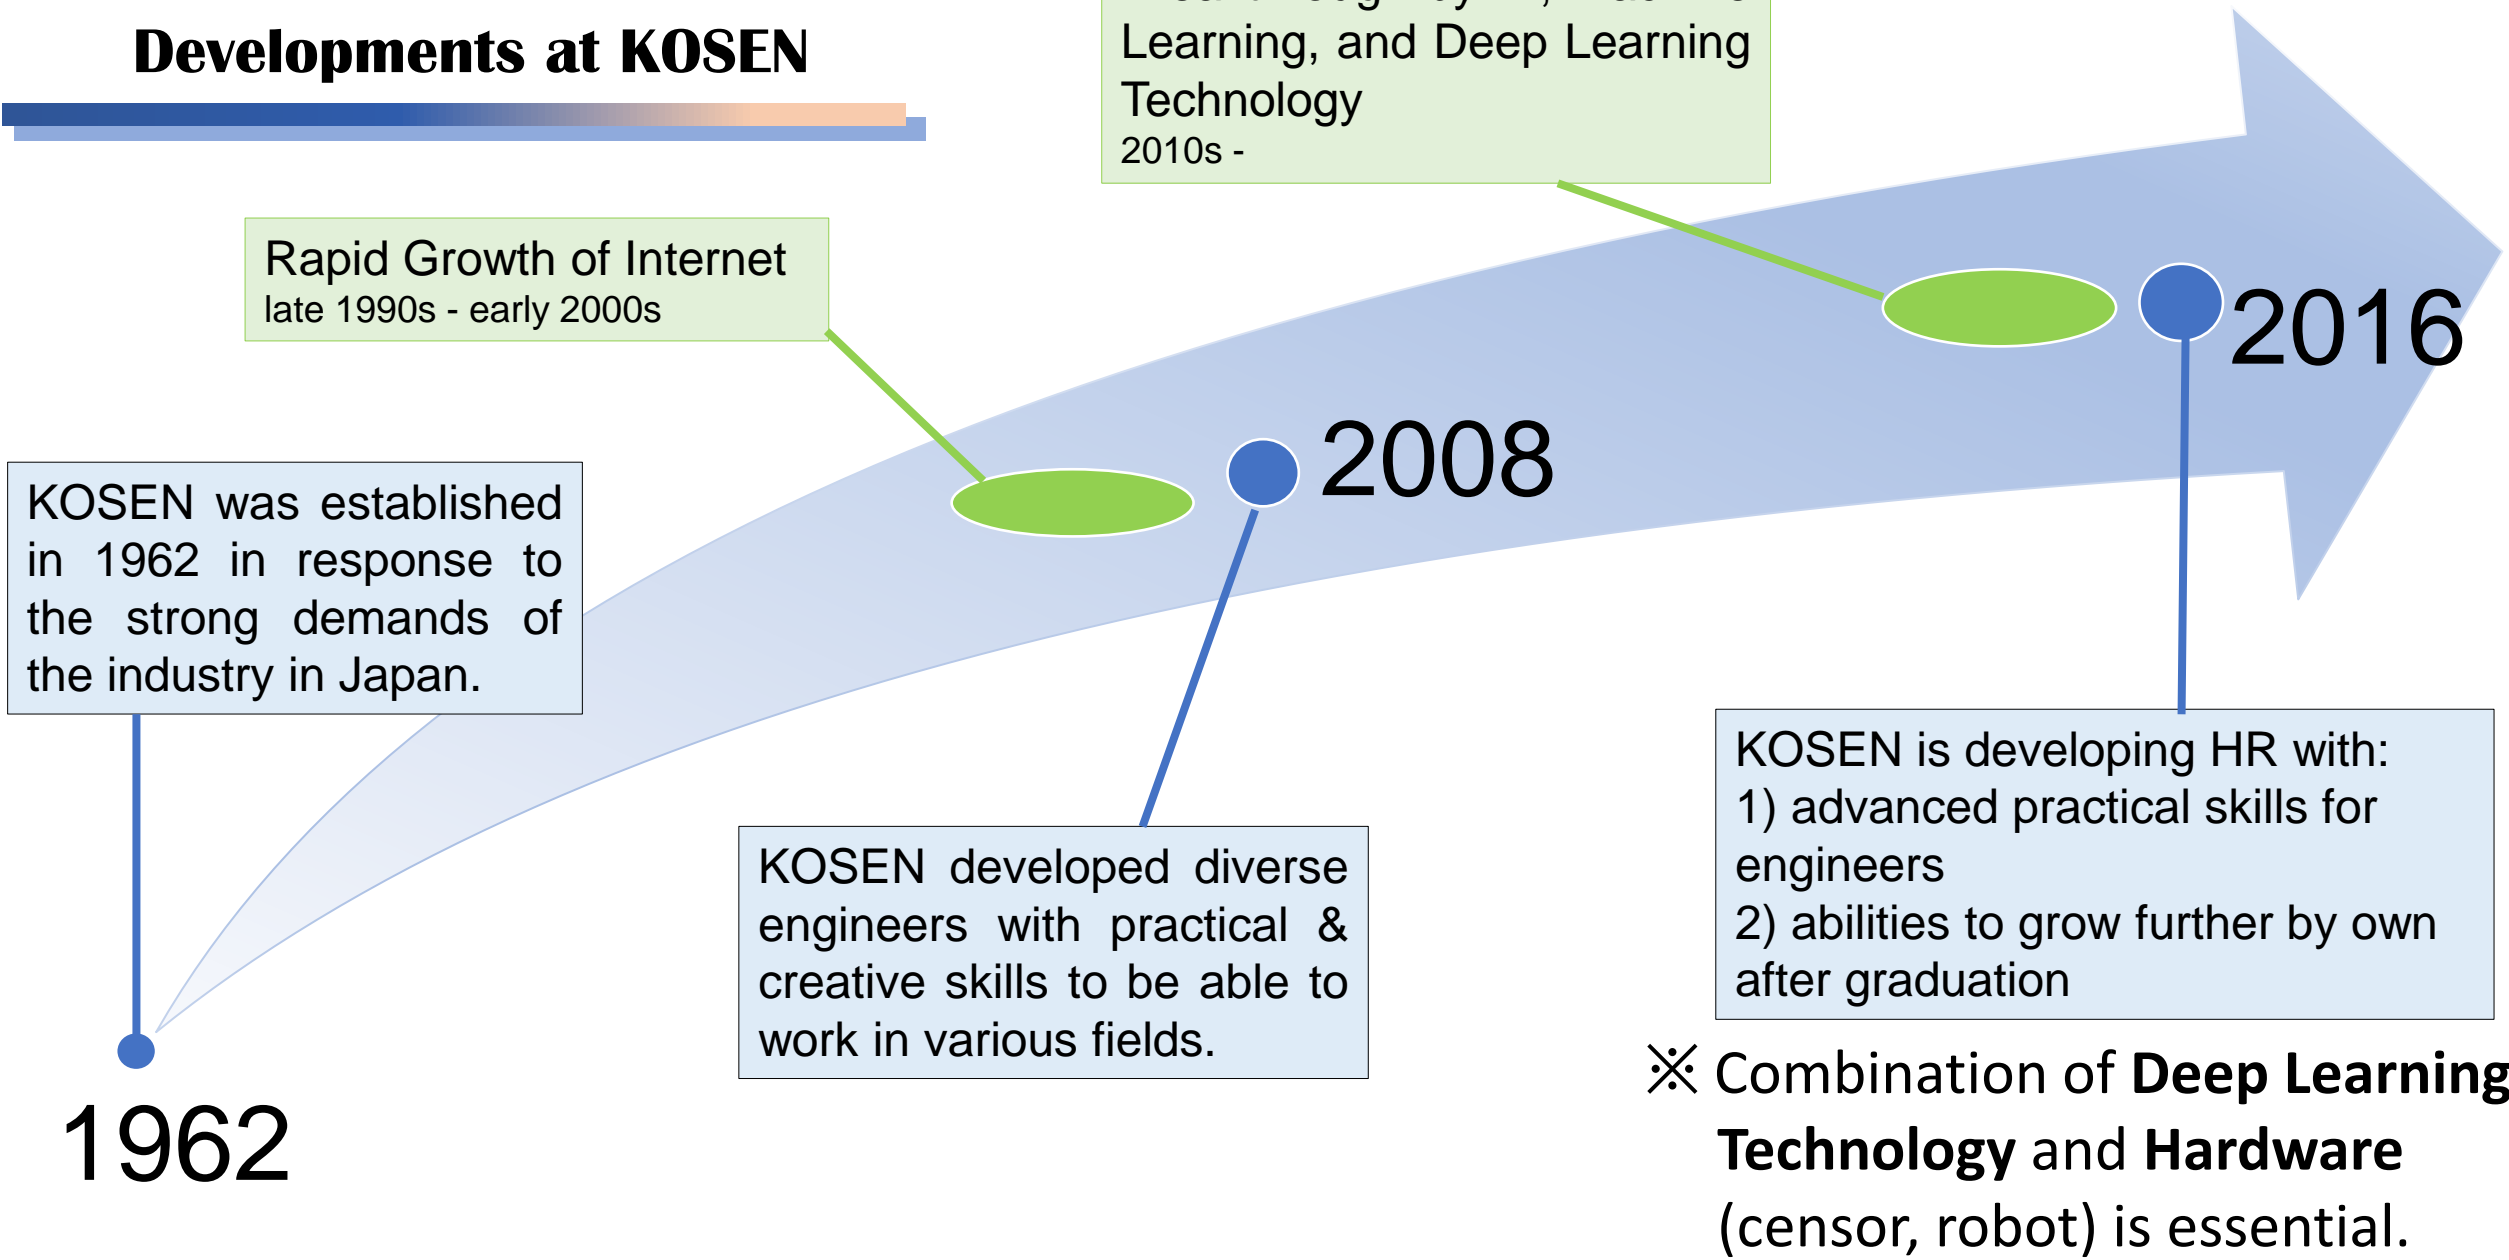 Developments at KOSEN
Learning, and Deep Learning
Technology
2010s -
Rapid Growth of Internet
late 1990s - early 2000s
2016
2008
KOSEN was established
in 1962 in response to
the strong demands of
the industry in Japan.
KOSEN is developing HR with:
1) advanced practical skills for
engineers
2) abilities to grow further by own
after graduation
KOSEN developed diverse
engineers with practical &
creative skills to be able to
work in various fields.
1962
※ Combination of Deep Learning
Technology and Hardware
(censor, robot) is essential.